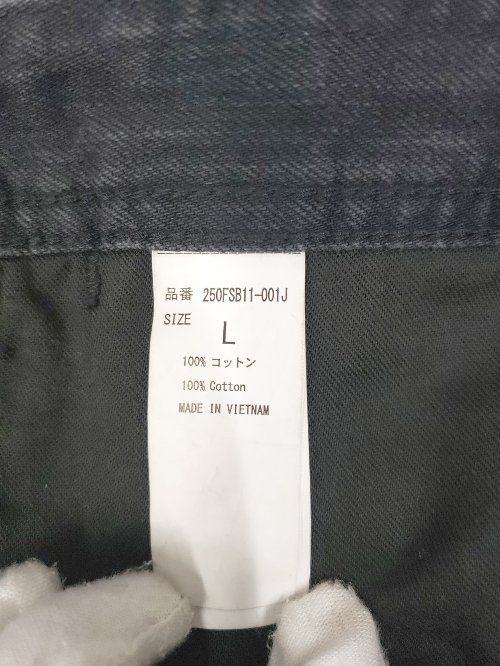 品番 250FSB11-001J
SIZE L
100% コットン
100% Cotton
MADE IN VIETNAM